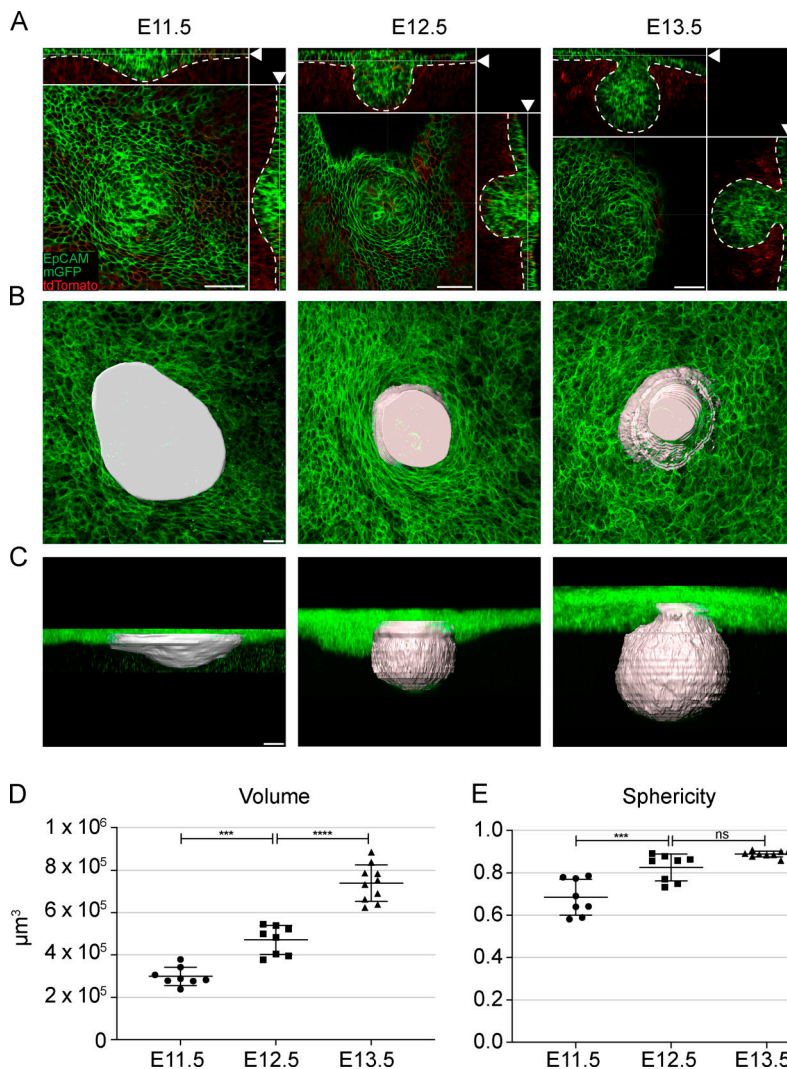 A
E11.5 E12.5 E13.5
EpCAM
mGFP
tdTomato
B
C
D Volume
1 x 10⁶
8 x 10⁵
6 x 10⁵
4 x 10⁵
2 x 10⁵
0
µm³
*** ****
E11.5 E12.5 E13.5
E Sphericity
1.0
0.8
0.6
0.4
0.2
0.0
*** ns
E11.5 E12.5 E13.5